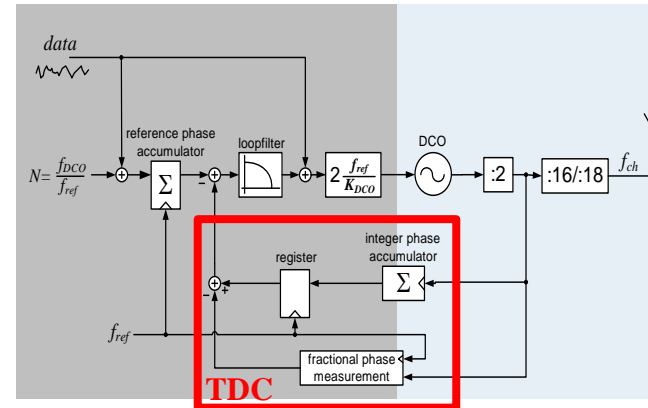 data
reference phase
accumulator
loopfilter
DCO
N= f_DCO / f_ref
+
Σ
−
+
+
2 f_ref / K_DCO
:2
:16/:18
f_ch
integer phase
accumulator
register
Σ
− +
+
f_ref
fractional phase
measurement
TDC